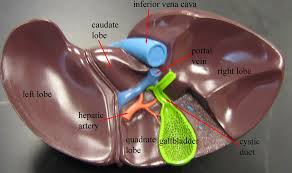 inferior vena cava
caudate
lobe
portal
vein
right lobe
left lobe
hepatic
artery
quadrate
lobe
gallbladder
cystic
duct